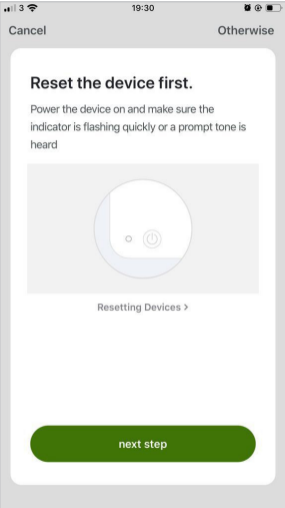 3 19:30
Cancel Otherwise
Reset the device first.
Power the device on and make sure the
indicator is flashing quickly or a prompt tone is
heard
Resetting Devices >
next step